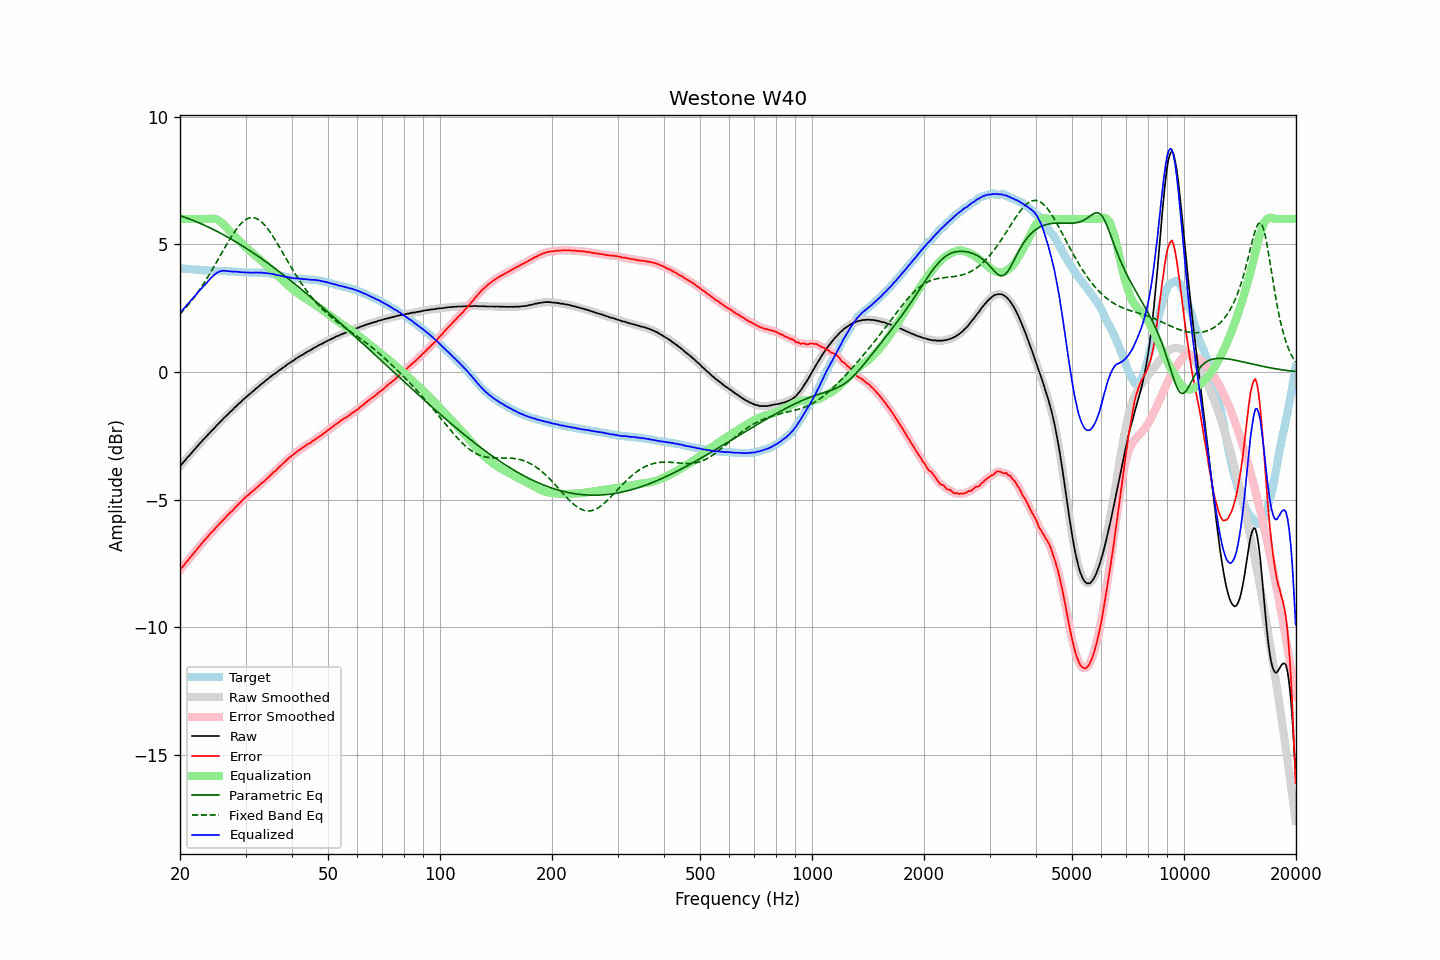 Westone W40
10
5
0
−5
−10
−15
Amplitude (dBr)
Target
Raw Smoothed
Error Smoothed
Raw
Error
Equalization
Parametric Eq
Fixed Band Eq
Equalized
20 50 100 200 500 1000 2000 5000 10000 20000
Frequency (Hz)